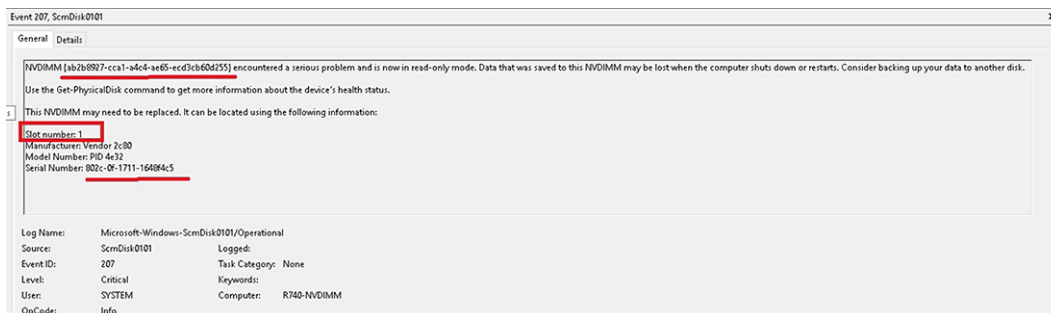 Event 207, ScmDisk0101
General Details
NVDIMM {ab2b8927-cca1-a4c4-ae65-ecd3cb60d255} encountered a serious problem and is now in read-only mode. Data that was saved to this NVDIMM may be lost when the computer shuts down or restarts. Consider backing up your data to another disk.
Use the Get-PhysicalDisk command to get more information about the device's health status.
This NVDIMM may need to be replaced. It can be located using the following information:
Slot number: 1
Manufacturer: Vendor 2c80
Model Number: PID 4e32
Serial Number: 802c-0f-1711-1648f4c5
Log Name: Microsoft-Windows-ScmDisk0101/Operational
Source: ScmDisk0101 Logged:
Event ID: 207 Task Category: None
Level: Critical Keywords:
User: SYSTEM Computer: R740-NVDIMM
OpCode: Info